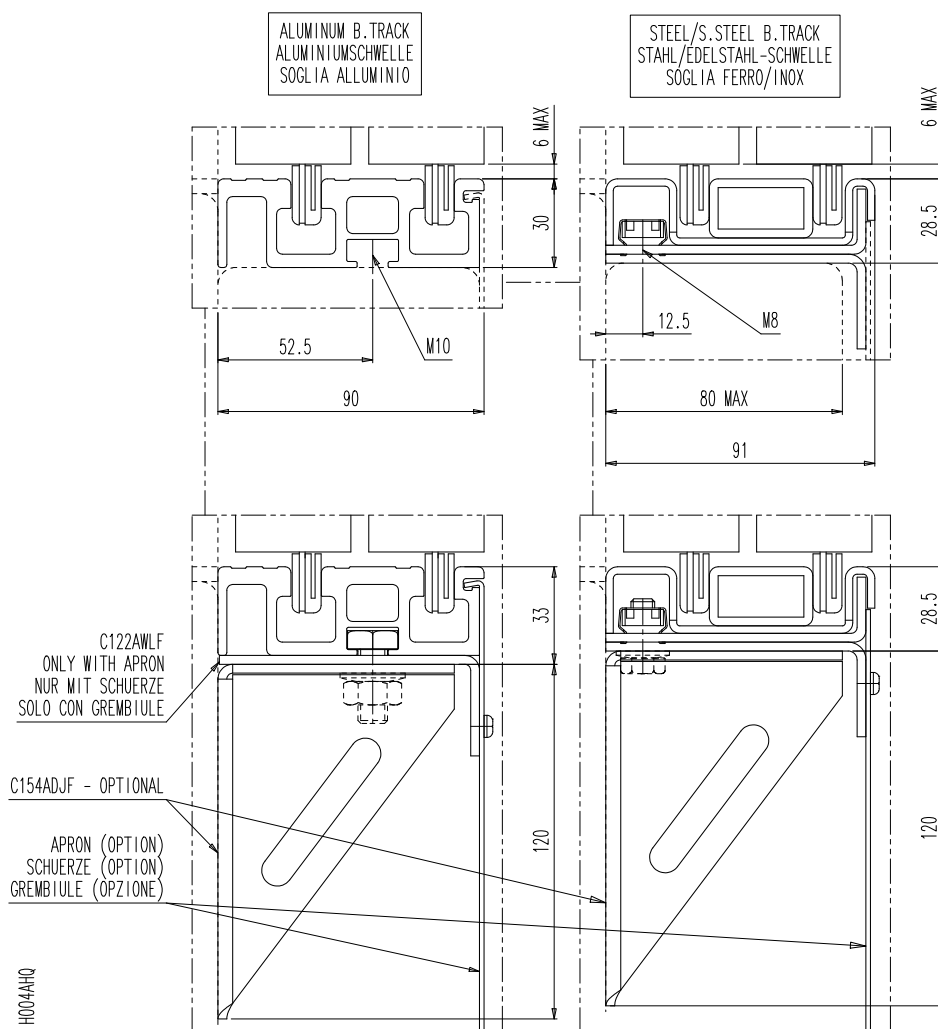 ALUMINUM B.TRACK
ALUMINIUMSCHWELLE
SOGLIA ALLUMINIO
STEEL/S.STEEL B.TRACK
STAHL/EDELSTAHL-SCHWELLE
SOGLIA FERRO/INOX
6 MAX
6 MAX
30
28.5
52.5
M10
90
12.5
M8
80 MAX
91
33
28.5
C122AWLF
ONLY WITH APRON
NUR MIT SCHUERZE
SOLO CON GREMBIULE
C154ADJF - OPTIONAL
APRON (OPTION)
SCHUERZE (OPTION)
GREMBIULE (OPZIONE)
120
120
H004AHQ